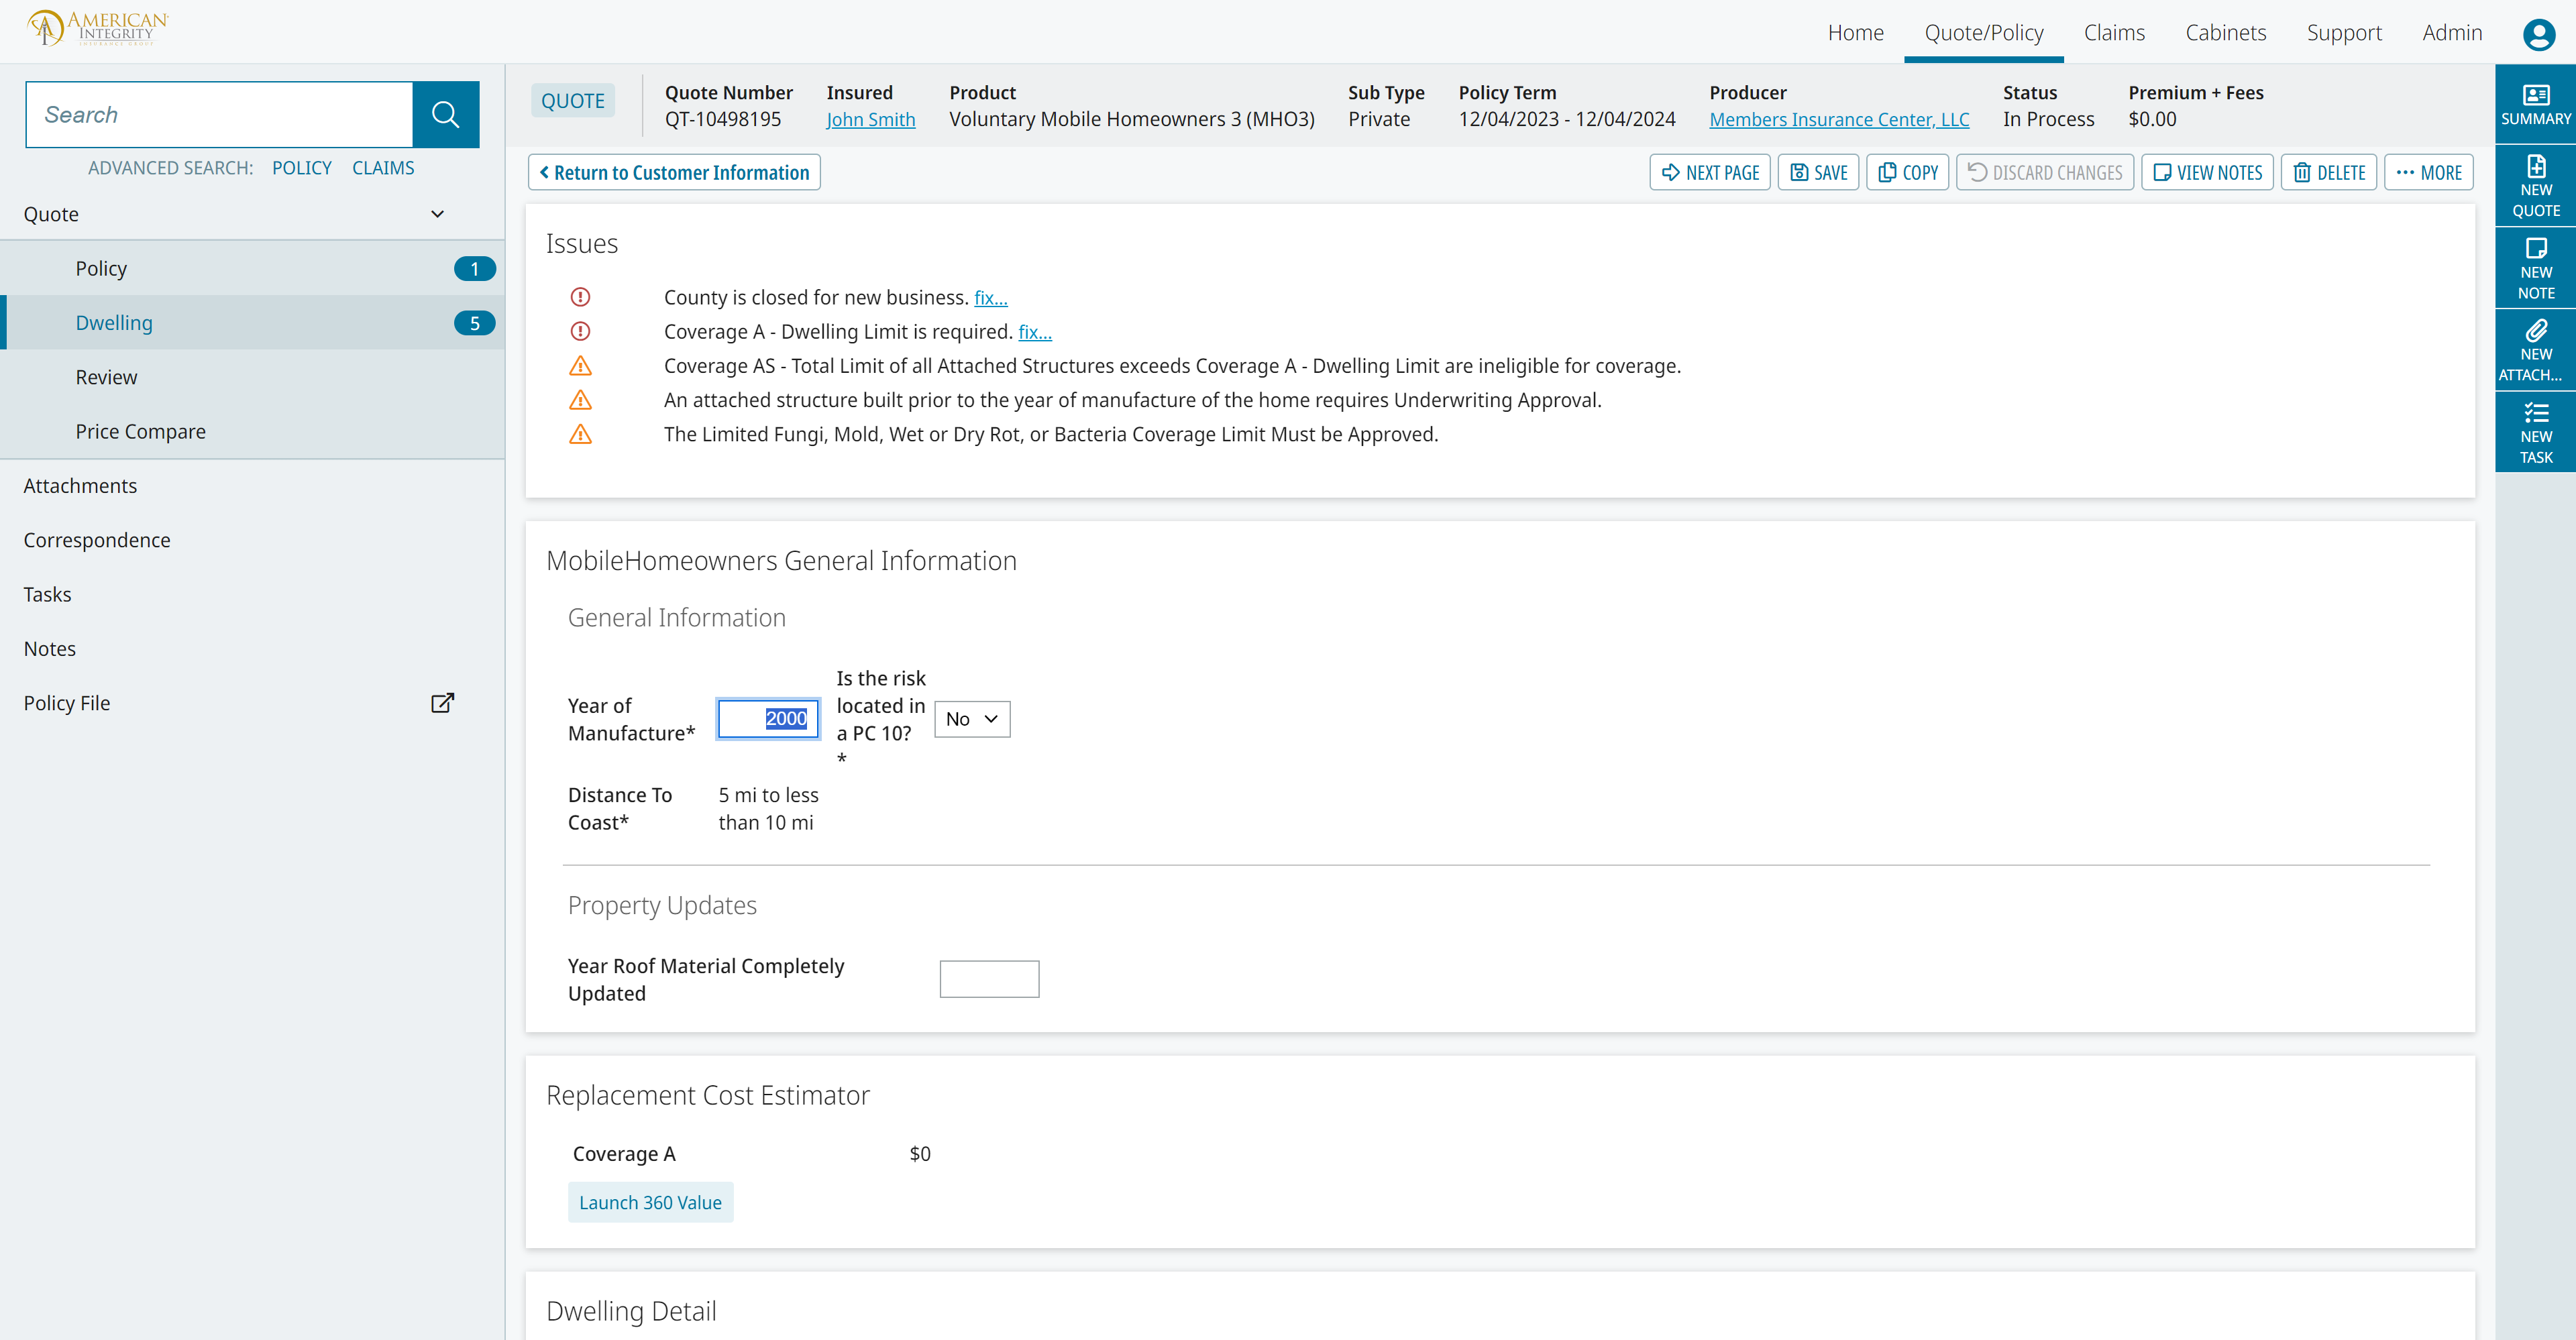 AMERICAN
INTEGRITY
INSURANCE GROUP
Home
Quote/Policy
Claims
Cabinets
Support
Admin
Search
ADVANCED SEARCH: POLICY CLAIMS
Quote
Policy 1
Dwelling 5
Review
Price Compare
Attachments
Correspondence
Tasks
Notes
Policy File
QUOTE
Quote Number
QT-10498195
Insured
John Smith
Product
Voluntary Mobile Homeowners 3 (MHO3)
Sub Type
Private
Policy Term
12/04/2023 - 12/04/2024
Producer
Members Insurance Center, LLC
Status
In Process
Premium + Fees
$0.00
Return to Customer Information
NEXT PAGE
SAVE
COPY
DISCARD CHANGES
VIEW NOTES
DELETE
MORE
Issues
County is closed for new business. fix...
Coverage A - Dwelling Limit is required. fix...
Coverage AS - Total Limit of all Attached Structures exceeds Coverage A - Dwelling Limit are ineligible for coverage.
An attached structure built prior to the year of manufacture of the home requires Underwriting Approval.
The Limited Fungi, Mold, Wet or Dry Rot, or Bacteria Coverage Limit Must be Approved.
MobileHomeowners General Information
General Information
Year of
Manufacture*
2000
Is the risk
located in
a PC 10?
*
No
Distance To
Coast*
5 mi to less
than 10 mi
Property Updates
Year Roof Material Completely
Updated
Replacement Cost Estimator
Coverage A $0
Launch 360 Value
Dwelling Detail
SUMMARY
NEW
QUOTE
NEW
NOTE
NEW
ATTACH...
NEW
TASK